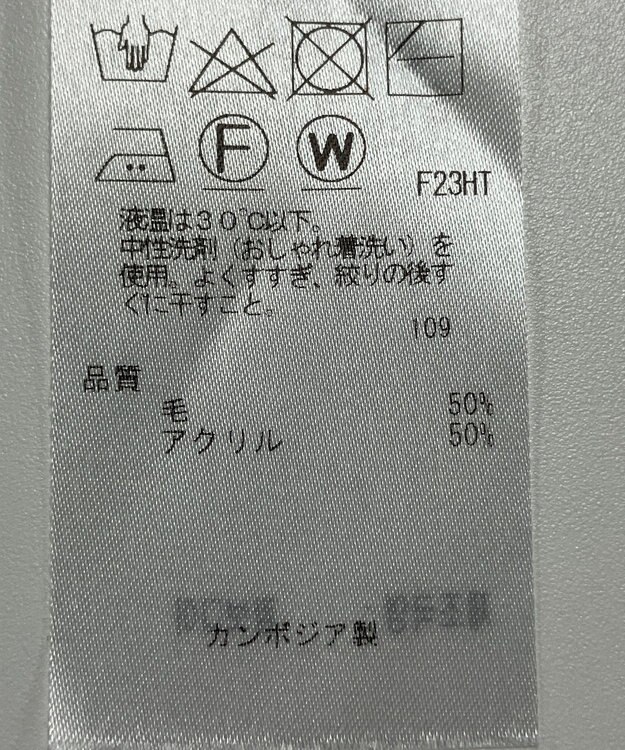 F
W
F23HT
液温は30℃以下。
中性洗剤(おしゃれ着洗い)を
使用。よくすすぎ、絞りの後す
ぐに干すこと。
109
品質
毛 50%
アクリル 50%
カンボジア製